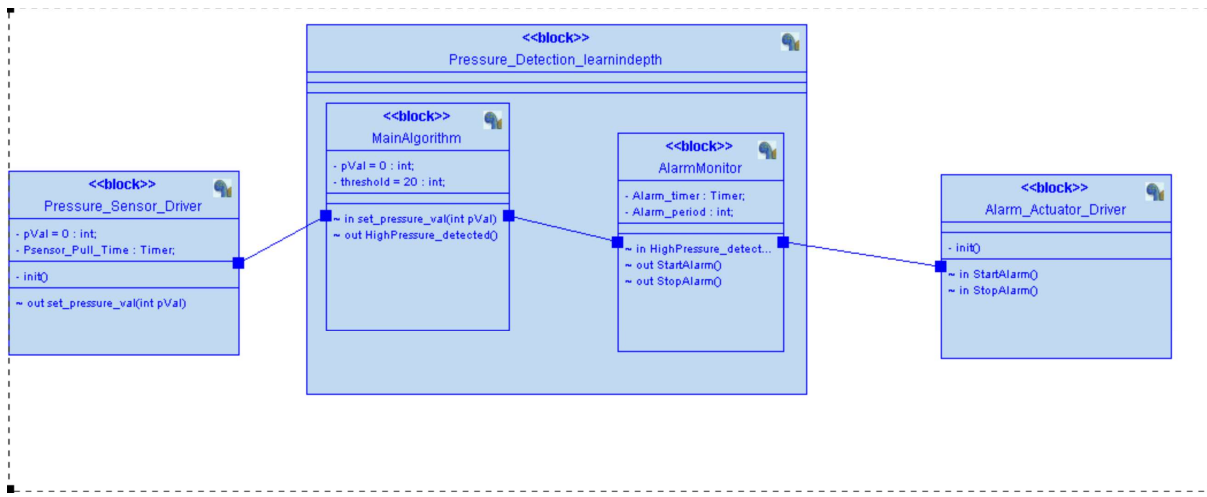 <<block>>
Pressure_Detection_learnindepth
<<block>>
MainAlgorithm
- pVal = 0 : int;
- threshold = 20 : int;
~ in set_pressure_val(int pVal)
~ out HighPressure_detected()
<<block>>
AlarmMonitor
- Alarm_timer : Timer;
- Alarm_period : int;
~ in HighPressure_detect...
~ out StartAlarm()
~ out StopAlarm()
<<block>>
Pressure_Sensor_Driver
- pVal = 0 : int;
- Psensor_Pull_Time : Timer;
- init()
~ out set_pressure_val(int pVal)
<<block>>
Alarm_Actuator_Driver
- init()
~ in StartAlarm()
~ in StopAlarm()